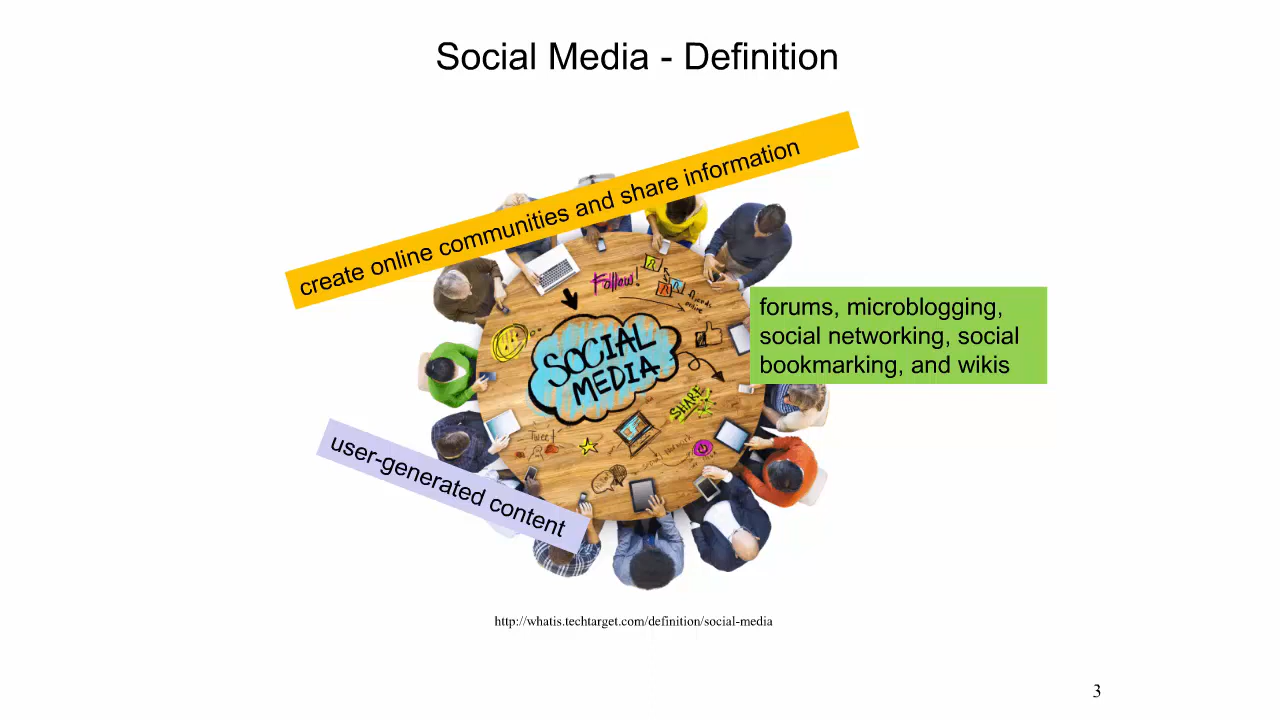 Social Media - Definition
create online communities and share information
Follow!
forums, microblogging,
social networking, social
bookmarking, and wikis
SOCIAL
MEDIA
SHARE
Tweet
user-generated content
http://whatis.techtarget.com/definition/social-media
3